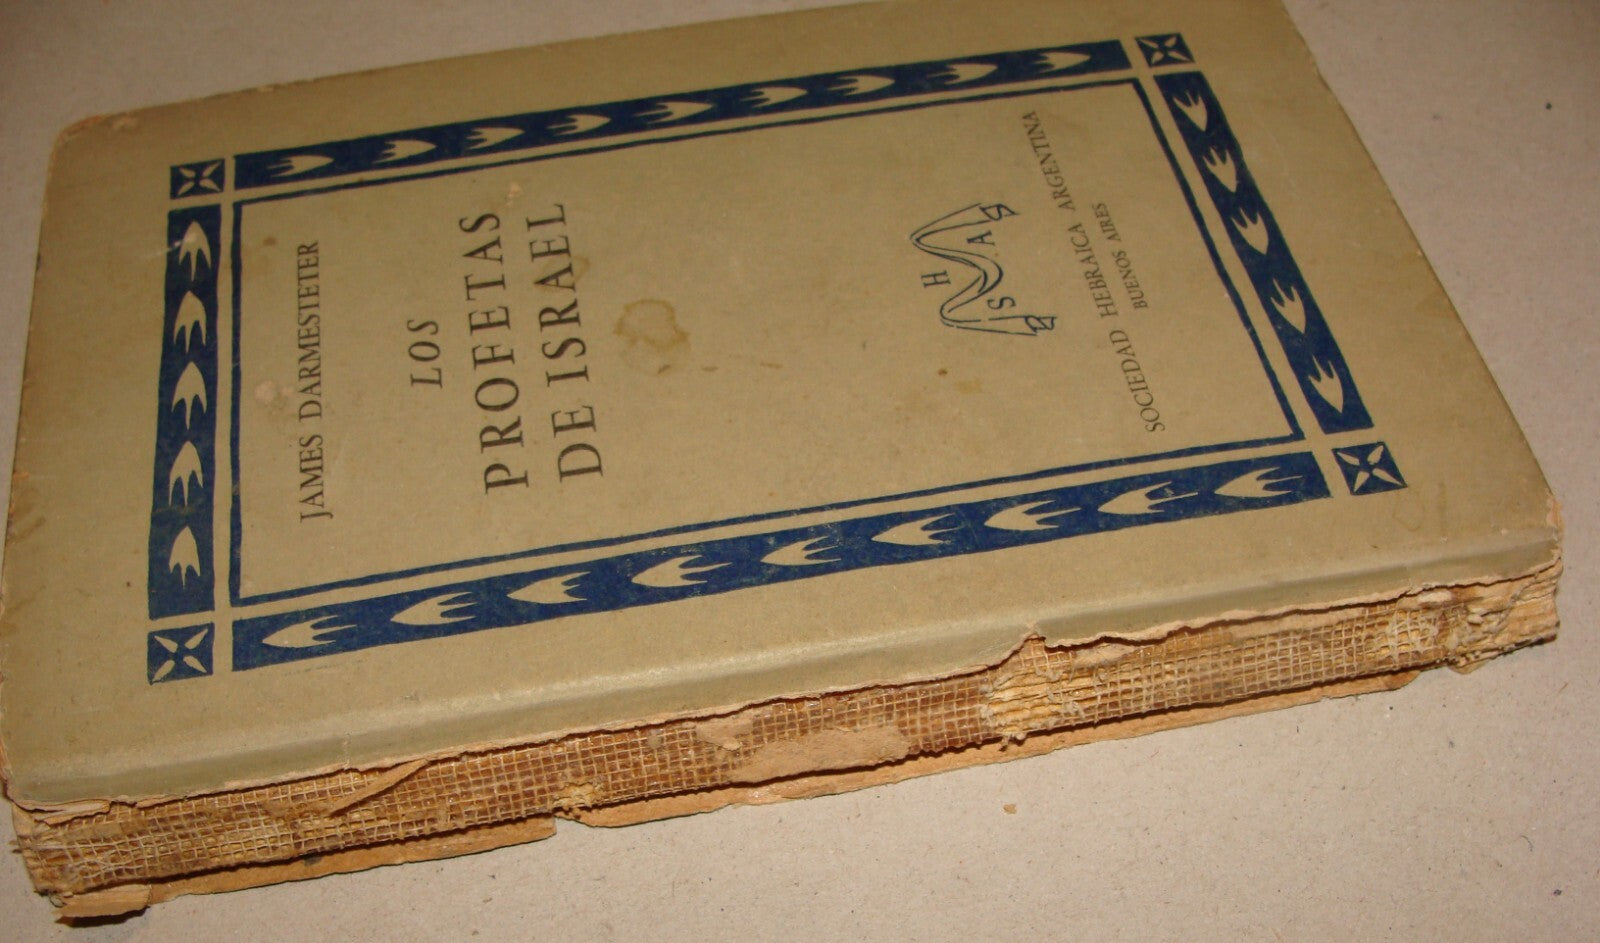 JAMES DARMESTETER
LOS
PROFETAS
DE ISRAEL
H
S.A
SOCIEDAD HEBRAICA ARGENTINA
BUENOS AIRES